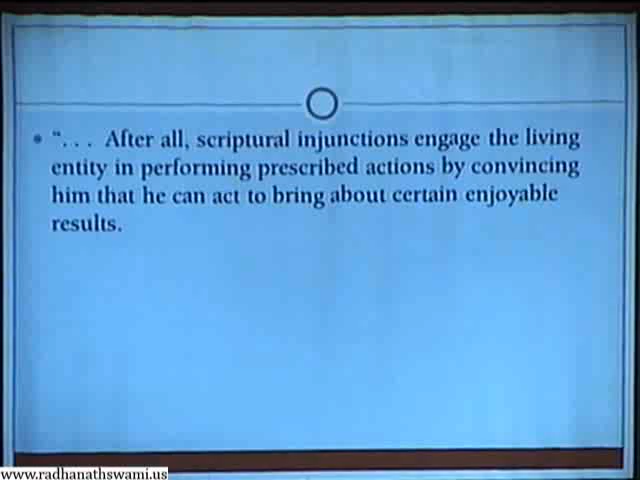 ". . . After all, scriptural injunctions engage the living
entity in performing prescribed actions by convincing
him that he can act to bring about certain enjoyable
results.
www.radhanathswami.us